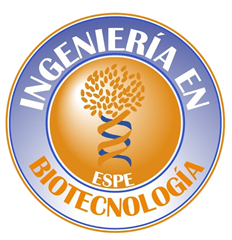 INGENIERÍA EN
ESPE
BIOTECNOLOGÍA